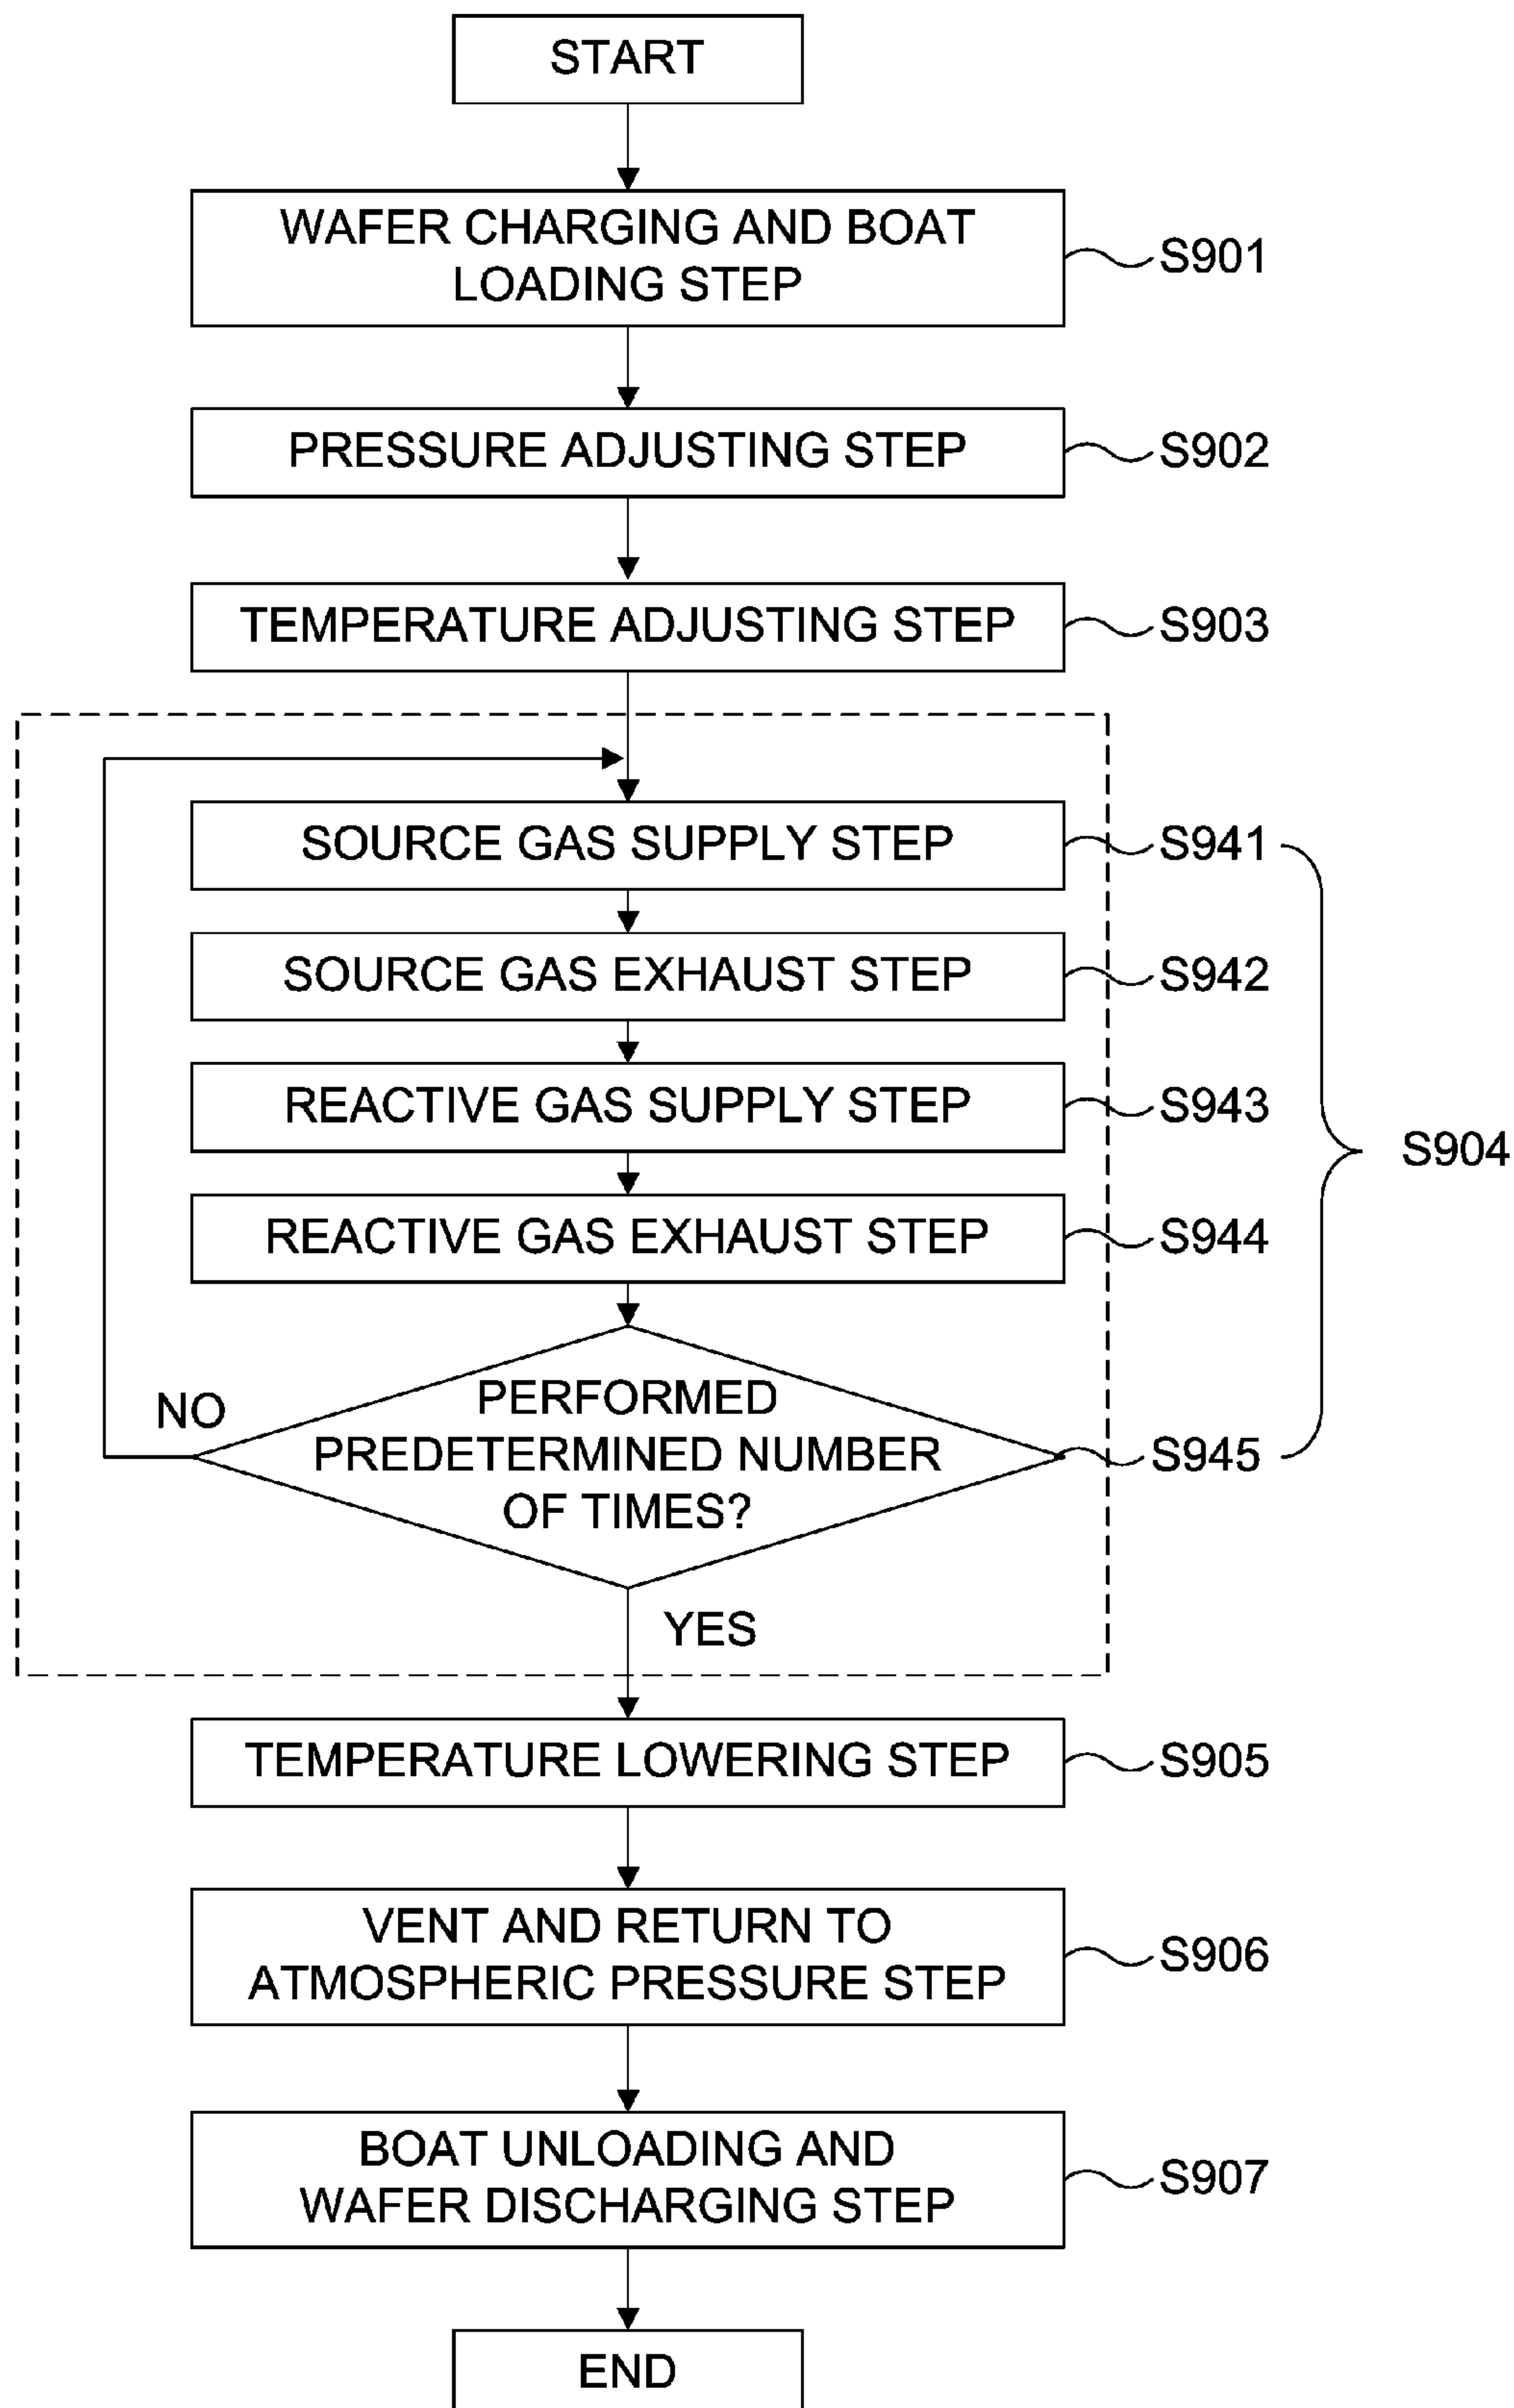 START
WAFER CHARGING AND BOAT
LOADING STEP
S901
PRESSURE ADJUSTING STEP
S902
TEMPERATURE ADJUSTING STEP
S903
SOURCE GAS SUPPLY STEP
S941
SOURCE GAS EXHAUST STEP
S942
REACTIVE GAS SUPPLY STEP
S943
S904
REACTIVE GAS EXHAUST STEP
S944
PERFORMED
PREDETERMINED NUMBER
OF TIMES?
S945
NO
YES
TEMPERATURE LOWERING STEP
S905
VENT AND RETURN TO
ATMOSPHERIC PRESSURE STEP
S906
BOAT UNLOADING AND
WAFER DISCHARGING STEP
S907
END